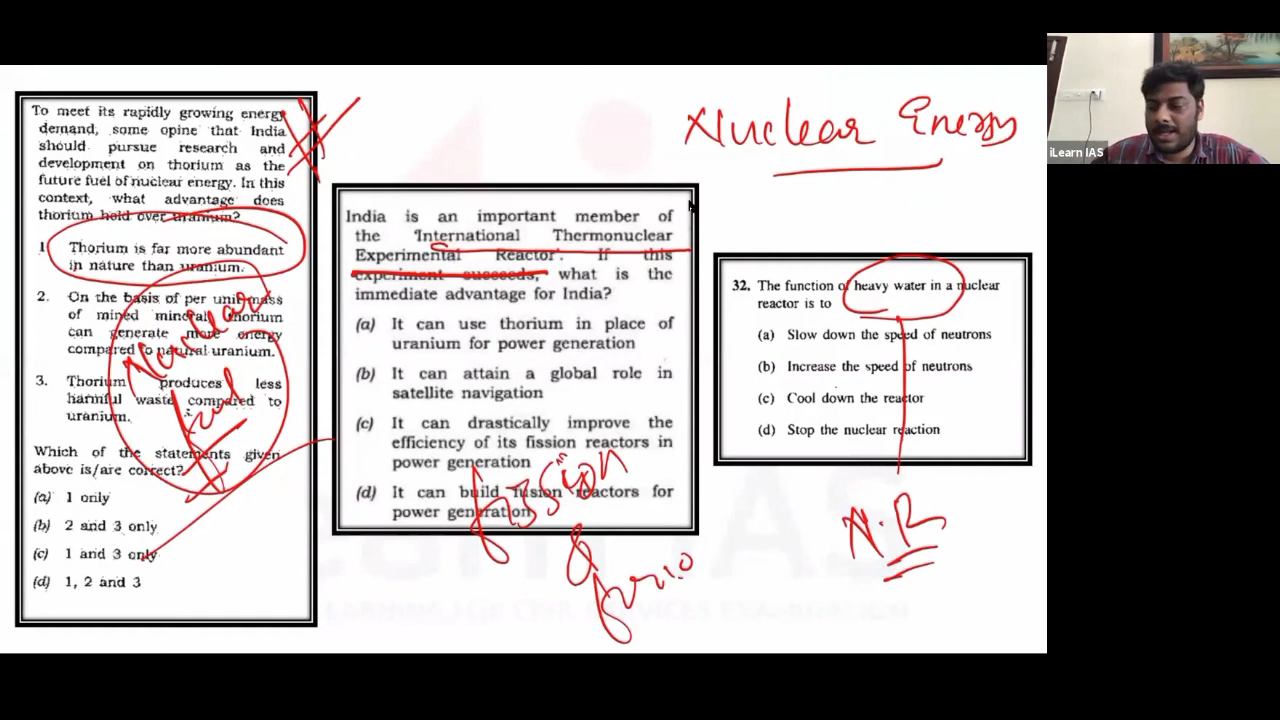 Nuclear Energy
iLearn IAS
To meet its rapidly growing energy
demand, some opine that India
should pursue research and
development on thorium as the
future fuel of nuclear energy. In this
context, what advantage does
thorium hold over uranium?
1. Thorium is far more abundant
in nature than uranium.
2. On the basis of per unit mass
of mined mineral, thorium
can generate more energy
compared to natural uranium.
3. Thorium produces less
harmful waste compared to
uranium.
Which of the statements given
above is/are correct?
(a) 1 only
(b) 2 and 3 only
(c) 1 and 3 only
(d) 1, 2 and 3
Nuclear
fuel
India is an important member of
the 'International Thermonuclear
Experimental Reactor'. If this
experiment succeeds, what is the
immediate advantage for India?
(a) It can use thorium in place of
uranium for power generation
(b) It can attain a global role in
satellite navigation
(c) It can drastically improve the
efficiency of its fission reactors in
power generation
(d) It can build fusion reactors for
power generation
fission
&
32. The function of heavy water in a nuclear
reactor is to
(a) Slow down the speed of neutrons
(b) Increase the speed of neutrons
(c) Cool down the reactor
(d) Stop the nuclear reaction
N.R